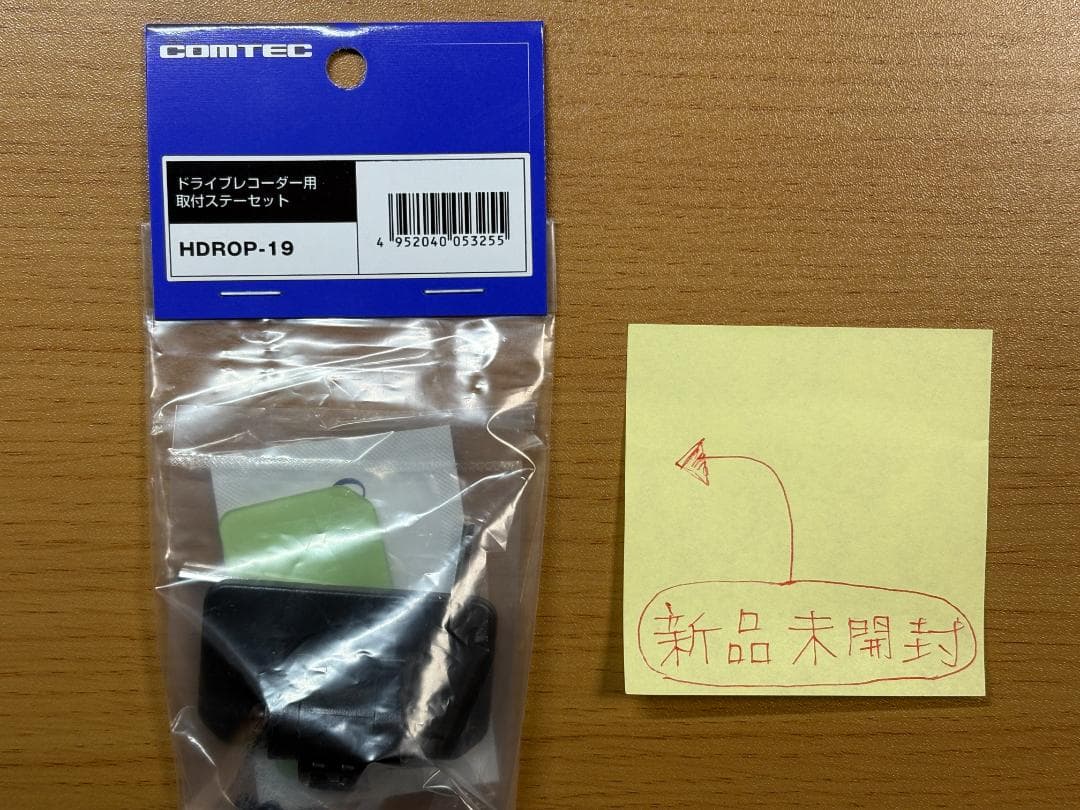 COMTEC
ドライブレコーダー用
取付ステーセット
HDROP-19
4 952040 053255
新品未開封